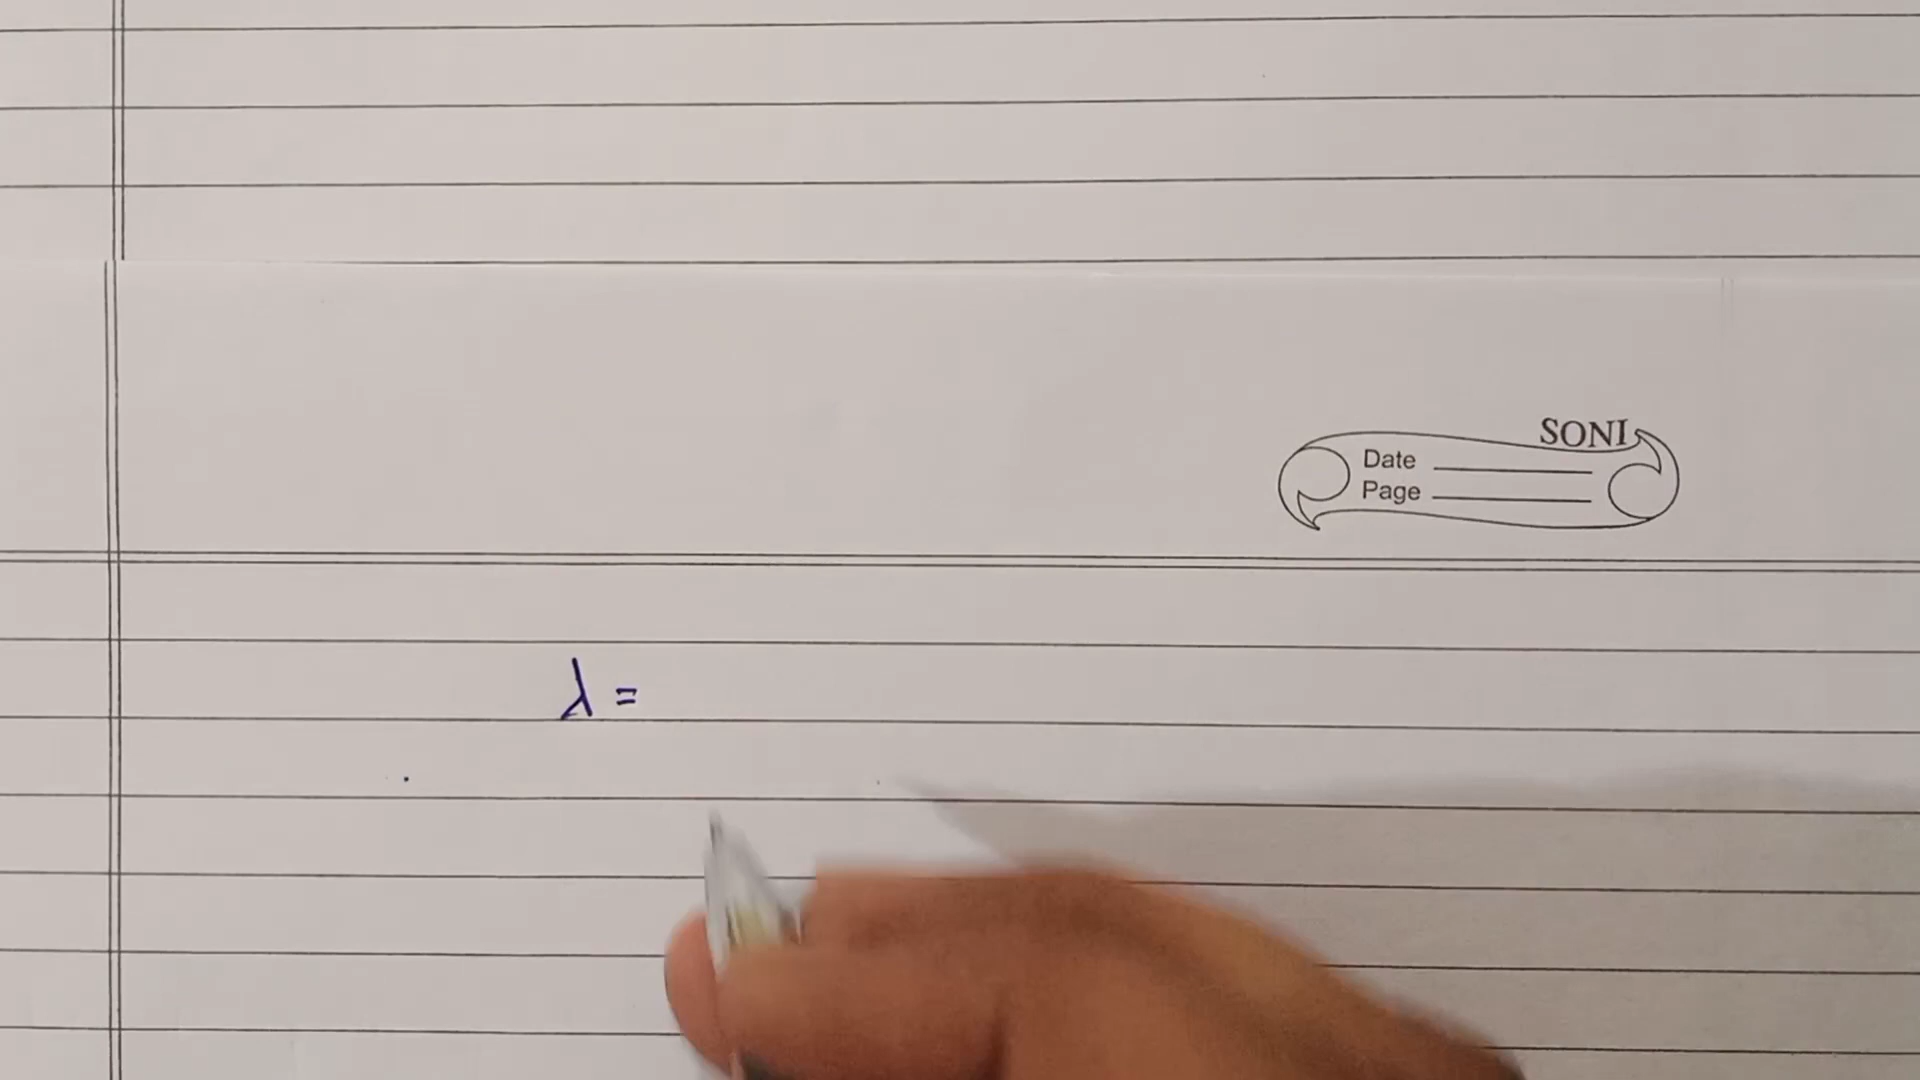 SONI
Date
Page
λ =